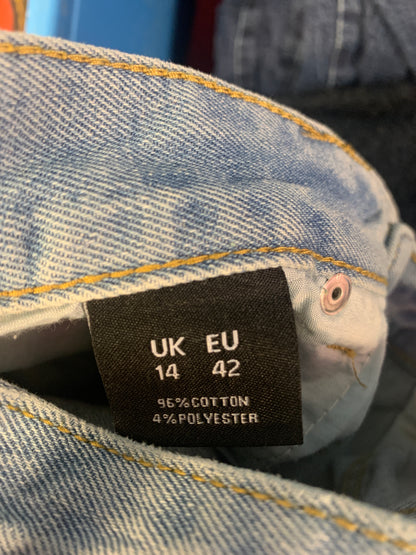 UK EU
14 42
96%COTTON
4%POLYESTER